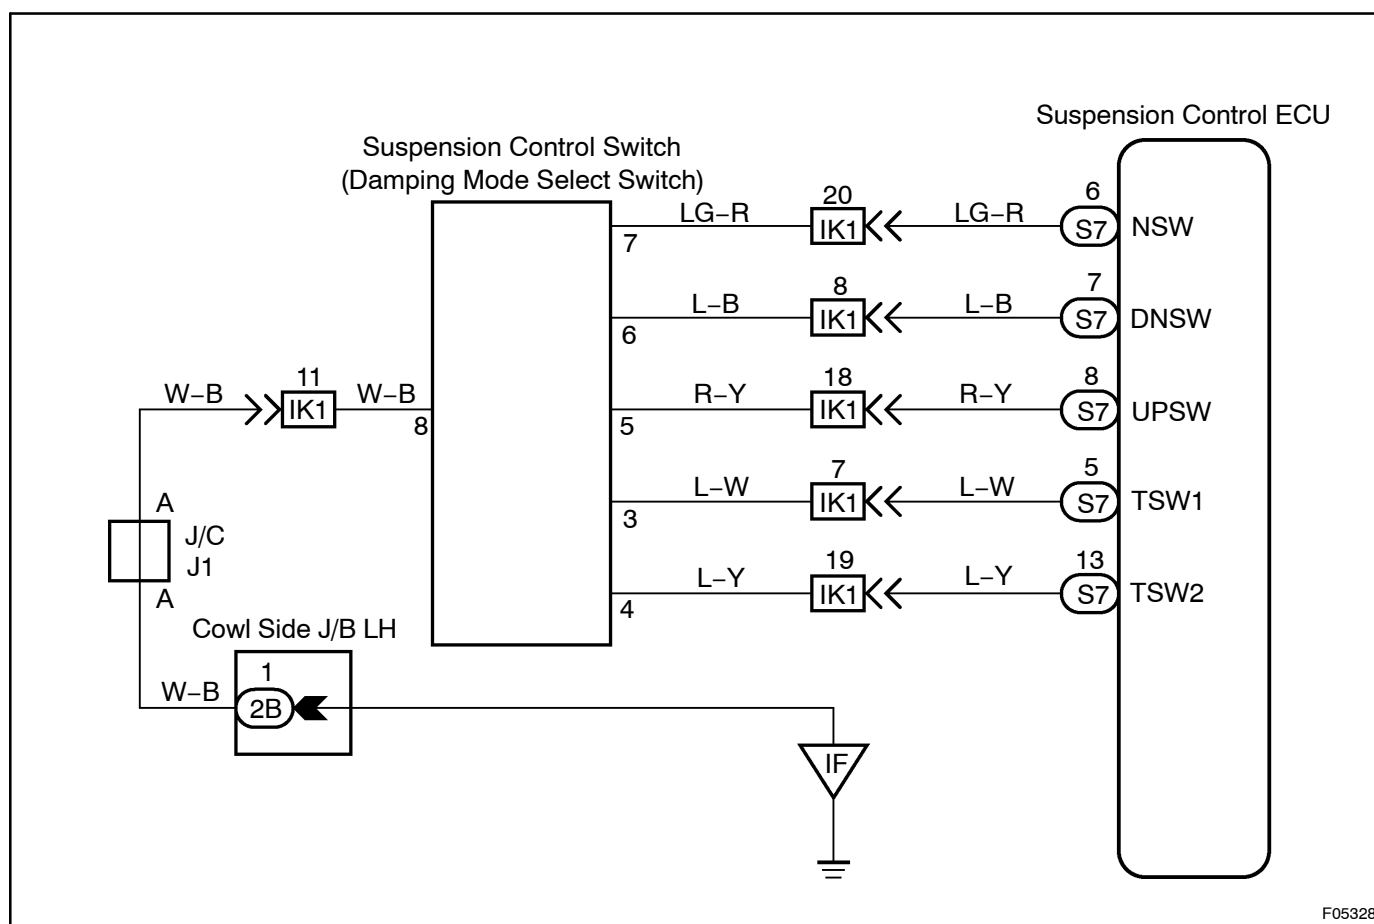 Suspension Control ECU
Suspension Control Switch
(Damping Mode Select Switch)
7
LG−R
20
IK1
LG−R
6
S7
NSW
6
L−B
8
IK1
L−B
7
S7
DNSW
W−B
11
IK1
W−B
8
5
R−Y
18
IK1
R−Y
8
S7
UPSW
3
L−W
7
IK1
L−W
5
S7
TSW1
4
L−Y
19
IK1
L−Y
13
S7
TSW2
A
J/C
J1
A
Cowl Side J/B LH
W−B
1
2B
IF
F05328